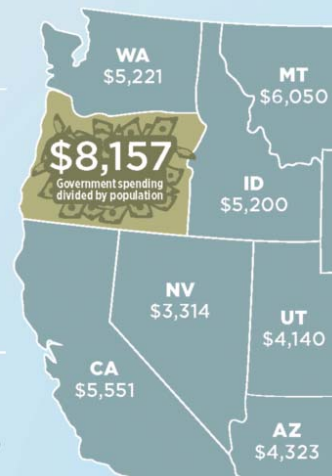 WA
$5,221
MT
$6,050
$8,157
Government spending
divided by population
ID
$5,200
NV
$3,314
UT
$4,140
CA
$5,551
AZ
$4,323